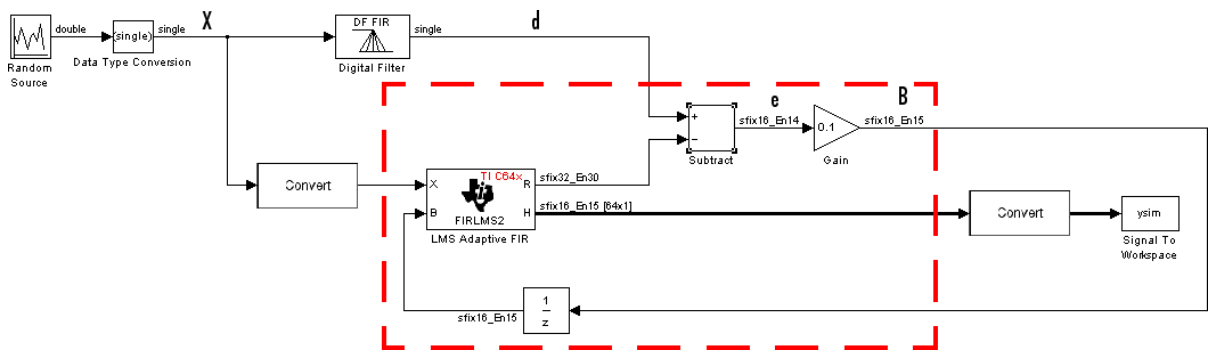 double
(single)
single
X
DF FIR
single
d
Random
Source
Data Type Conversion
Digital Filter
+
−
sfix16_En14
e
0.1
B
sfix16_En15
Subtract
Gain
Convert
X
TI C64x
R
sfix32_En30
B
FIRLMS2
H
sfix16_En15 [64x1]
LMS Adaptive FIR
Convert
ysim
Signal To
Workspace
sfix16_En15
1
z